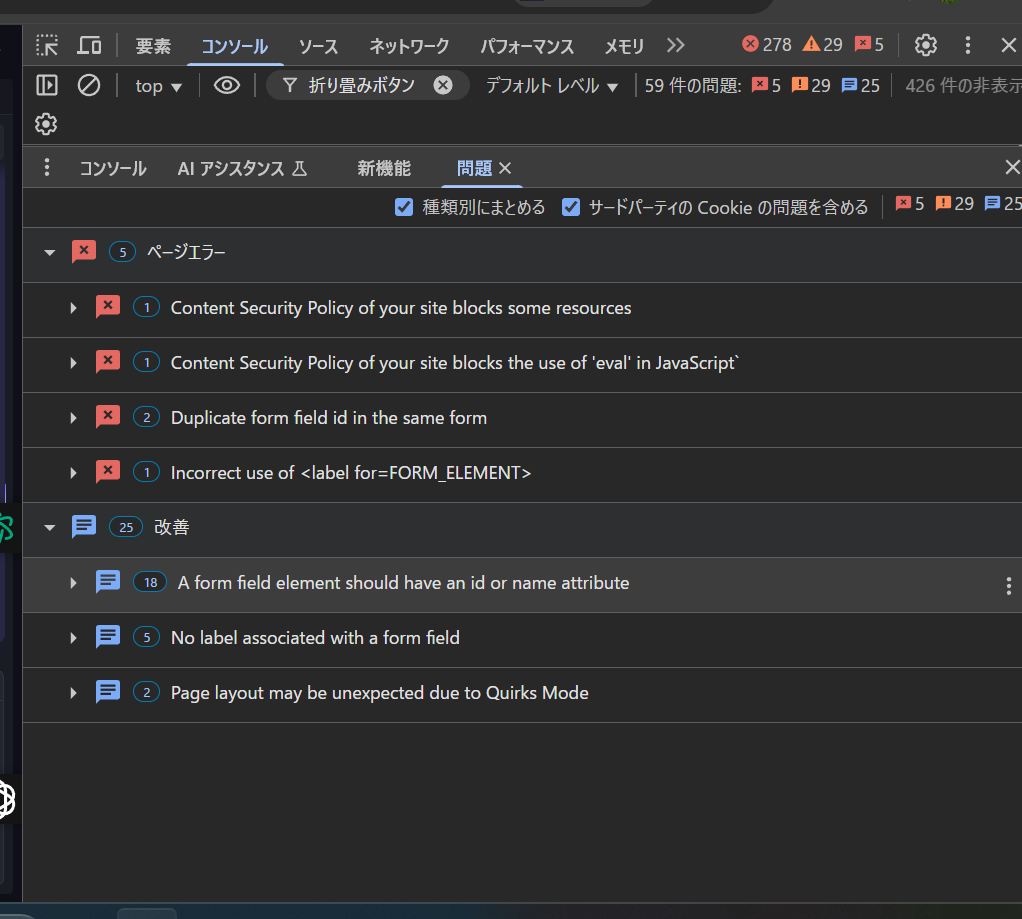 要素 コンソール ソース ネットワーク パフォーマンス メモリ 278 29 5
top 折り畳みボタン デフォルト レベル 59 件の問題: 5 29 25 426 件の非表示
コンソール AI アシスタンス 新機能 問題
種類別にまとめる サードパーティの Cookie の問題を含める 5 29 25
5 ページエラー
1 Content Security Policy of your site blocks some resources
1 Content Security Policy of your site blocks the use of 'eval' in JavaScript`
2 Duplicate form field id in the same form
1 Incorrect use of <label for=FORM_ELEMENT>
25 改善
18 A form field element should have an id or name attribute
5 No label associated with a form field
2 Page layout may be unexpected due to Quirks Mode